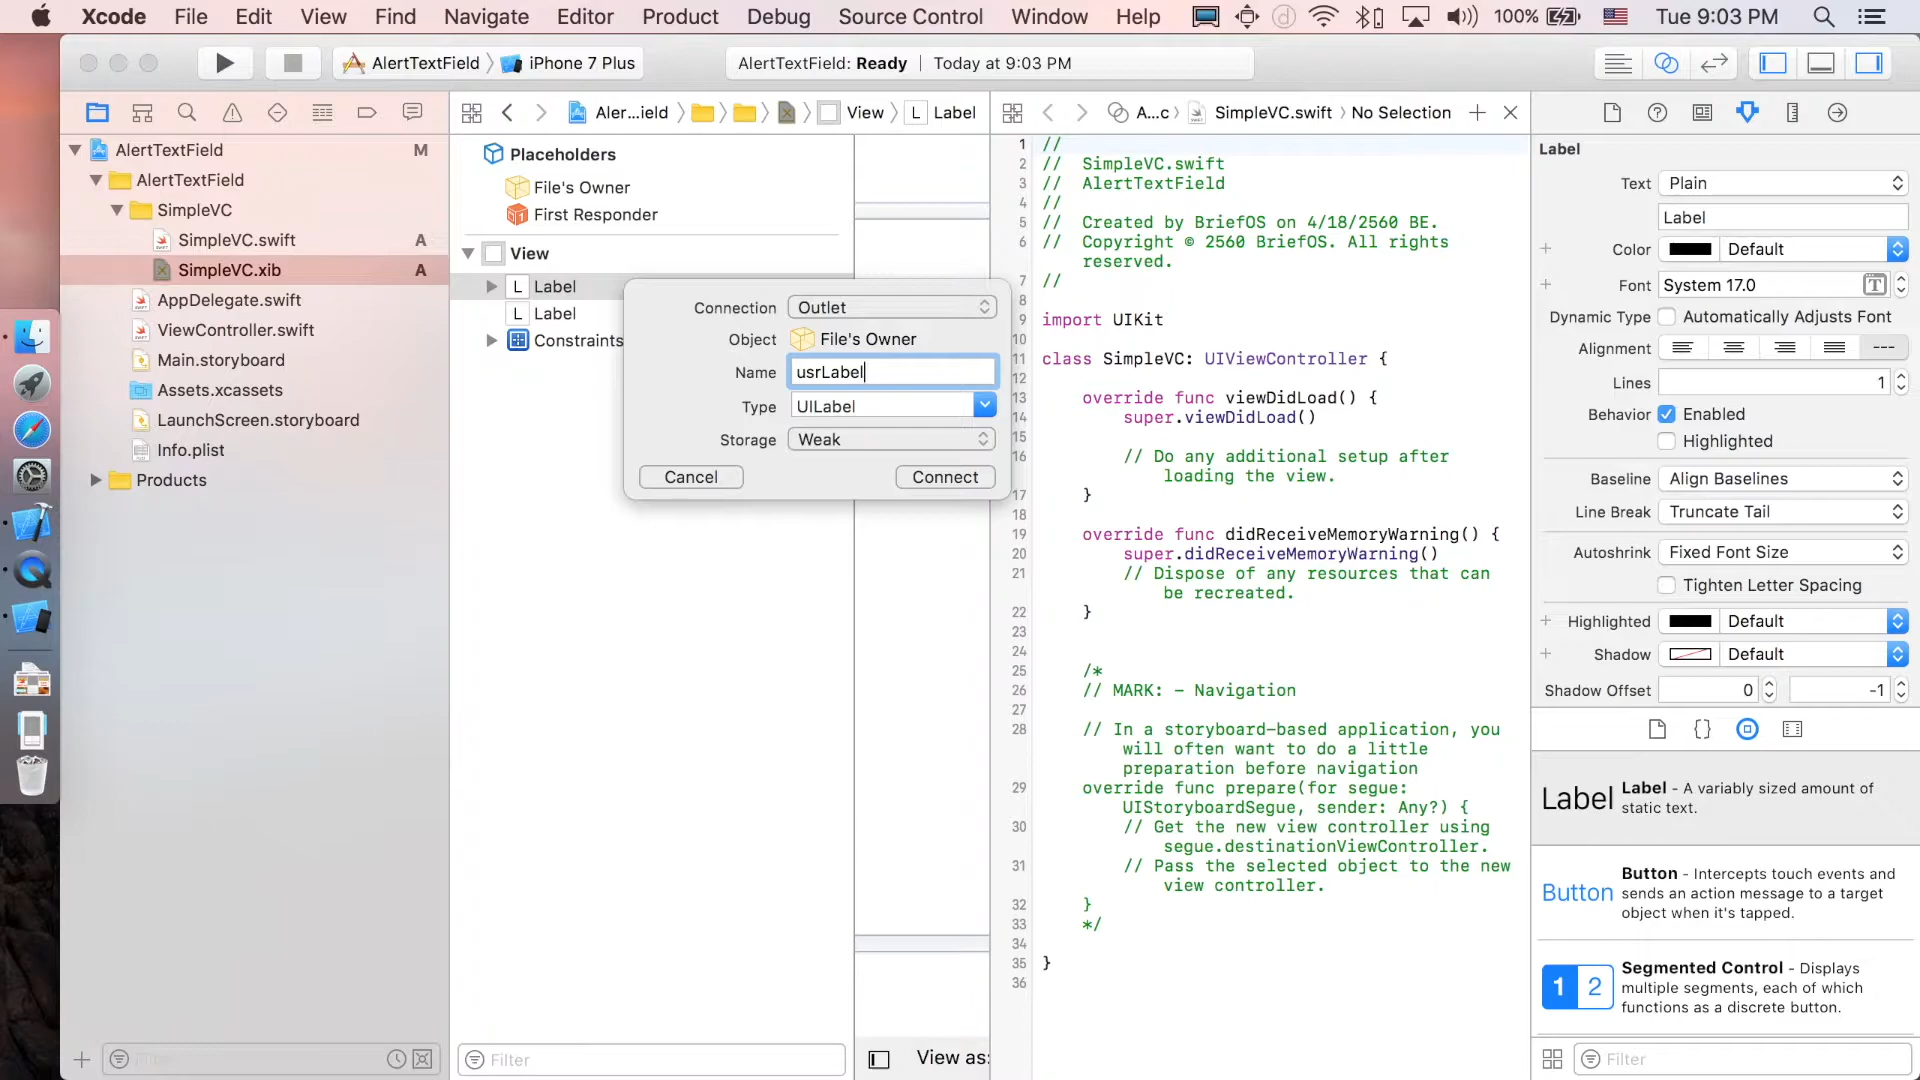 Xcode File Edit View Find Navigate Editor Product Debug Source Control Window Help 100% Tue 9:03 PM
AlertTextField iPhone 7 Plus
AlertTextField: Ready | Today at 9:03 PM
Aler...ield View L Label
A...c SimpleVC.swift No Selection
AlertTextField M
AlertTextField
SimpleVC
SimpleVC.swift A
SimpleVC.xib A
AppDelegate.swift
ViewController.swift
Main.storyboard
Assets.xcassets
LaunchScreen.storyboard
Info.plist
Products
Placeholders
File's Owner
First Responder
View
L Label
L Label
Constraints
Filter
View as:
Connection Outlet
Object File's Owner
Name usrLabel
Type UILabel
Storage Weak
Cancel Connect
1 //
2 // SimpleVC.swift
3 // AlertTextField
4 //
5 // Created by BriefOS on 4/18/2560 BE.
6 // Copyright © 2560 BriefOS. All rights
reserved.
7 //
8
9 import UIKit
10
11 class SimpleVC: UIViewController {
12
13 override func viewDidLoad() {
14 super.viewDidLoad()
15
16 // Do any additional setup after
loading the view.
17 }
18
19 override func didReceiveMemoryWarning() {
20 super.didReceiveMemoryWarning()
21 // Dispose of any resources that can
be recreated.
22 }
23
24
25 /*
26 // MARK: - Navigation
27
28 // In a storyboard-based application, you
will often want to do a little
preparation before navigation
29 override func prepare(for segue:
UIStoryboardSegue, sender: Any?) {
30 // Get the new view controller using
segue.destinationViewController.
31 // Pass the selected object to the new
view controller.
32 }
33 */
34
35 }
36
Label
Text Plain
Label
Color Default
Font System 17.0
Dynamic Type Automatically Adjusts Font
Alignment
Lines 1
Behavior Enabled
Highlighted
Baseline Align Baselines
Line Break Truncate Tail
Autoshrink Fixed Font Size
Tighten Letter Spacing
Highlighted Default
Shadow Default
Shadow Offset 0 -1
Label Label - A variably sized amount of
static text.
Button Button - Intercepts touch events and
sends an action message to a target
object when it's tapped.
1 2 Segmented Control - Displays
multiple segments, each of which
functions as a discrete button.
Filter